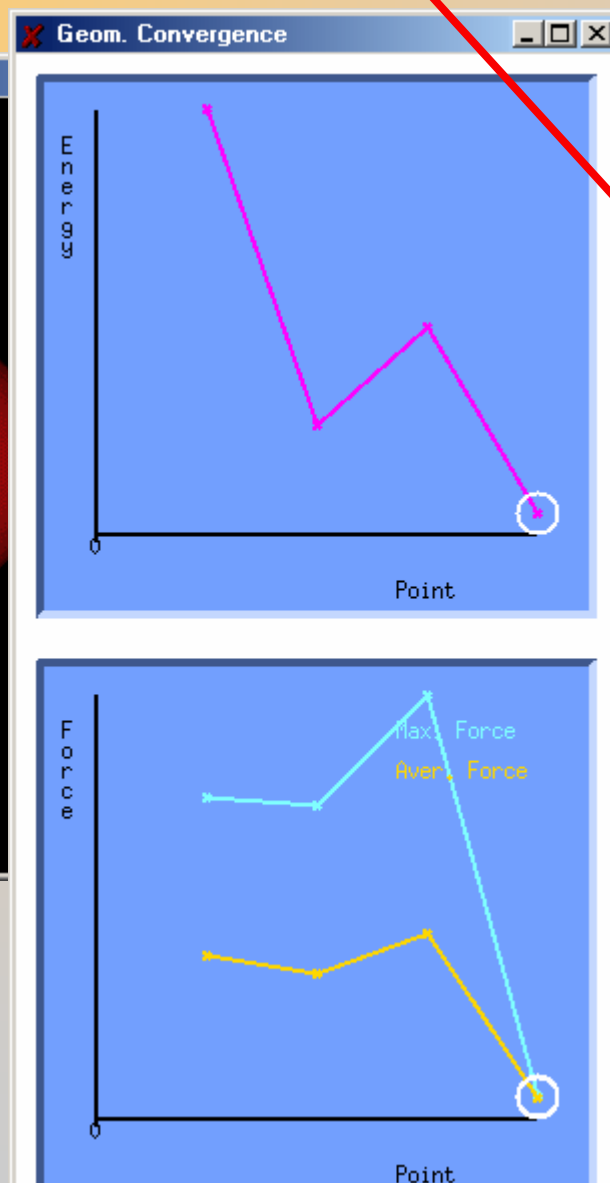 Geom. Convergence
Energy
0
Point
Force
Max. Force
Aver. Force
0
Point